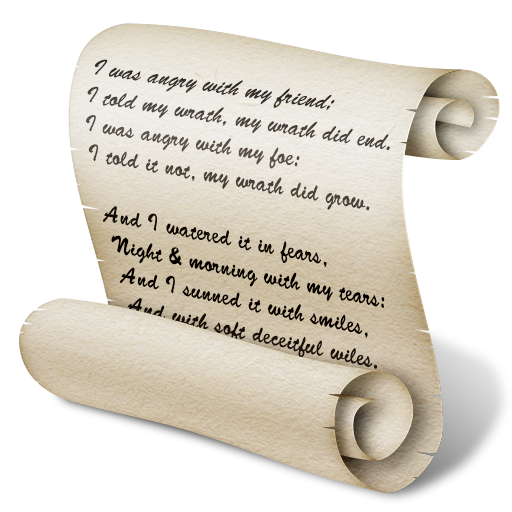 I was angry with my friend;
I told my wrath, my wrath did end.
I was angry with my foe:
I told it not, my wrath did grow.

And I watered it in fears,
Night & morning with my tears:
And I sunned it with smiles,
And with soft deceitful wiles.